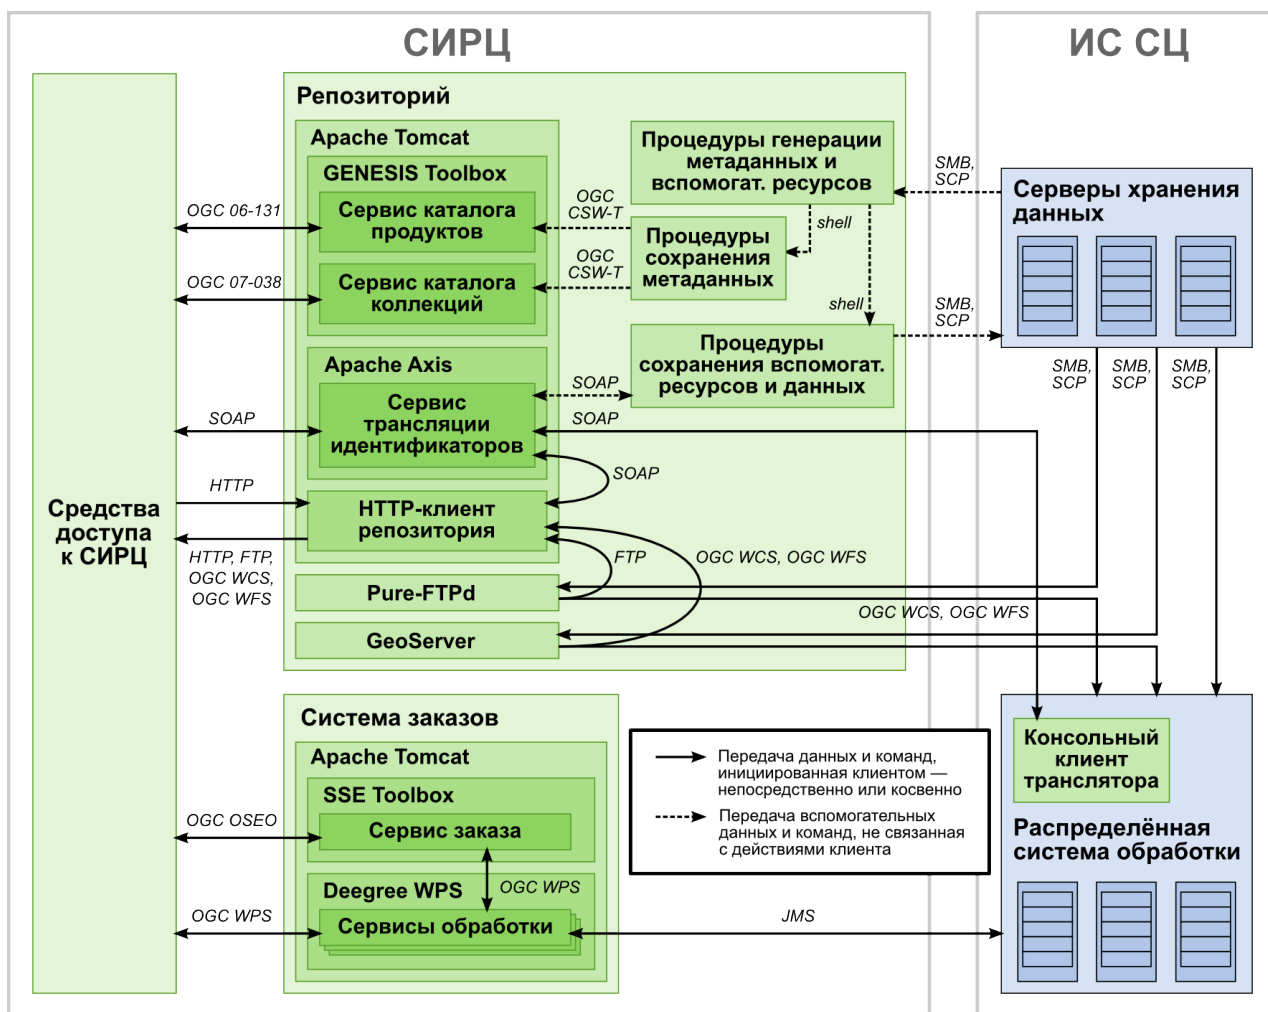 СИРЦ
ИС СЦ
Репозиторий
Apache Tomcat
GENESIS Toolbox
Сервис каталога
продуктов
Сервис каталога
коллекций
Apache Axis
Сервис
трансляции
идентификаторов
HTTP-клиент
репозитория
Pure-FTPd
GeoServer
Процедуры генерации
метаданных и
вспомогат. ресурсов
Процедуры
сохранения
метаданных
Процедуры
сохранения вспомогат.
ресурсов и данных
OGC
CSW-T
OGC
CSW-T
shell
shell
SMB,
SCP
SMB,
SCP
Серверы хранения
данных
SMB,
SCP
SMB,
SCP
SMB,
SCP
OGC 06-131
OGC 07-038
SOAP
SOAP
SOAP
SOAP
HTTP
HTTP, FTP,
OGC WCS,
OGC WFS
FTP
OGC WCS, OGC WFS
OGC WCS, OGC WFS
Средства
доступа
к СИРЦ
Система заказов
Apache Tomcat
SSE Toolbox
Сервис заказа
OGC OSEO
OGC WPS
Deegree WPS
Сервисы обработки
OGC WPS
JMS
Передача данных и команд,
инициированная клиентом —
непосредственно или косвенно
Передача вспомогательных
данных и команд, не связанная
с действиями клиента
Консольный
клиент
транслятора
Распределённая
система обработки